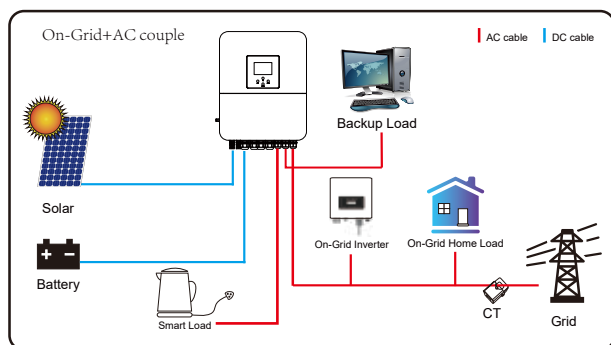 On-Grid+AC couple
AC cable
DC cable
Backup Load
Solar
On-Grid Inverter
On-Grid Home Load
Battery
Smart Load
CT
Grid